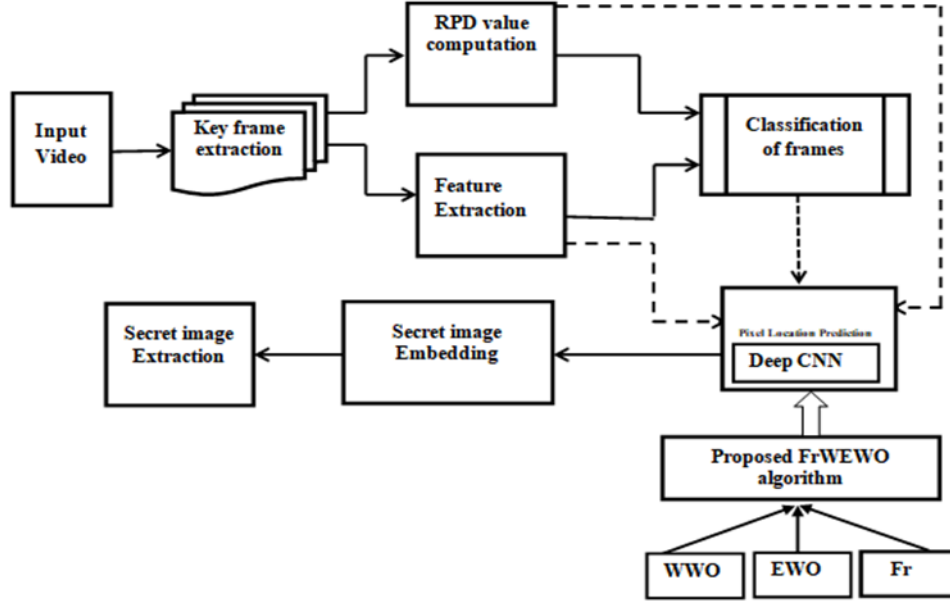 RPD value
computation
Input
Video
Key frame
extraction
Classification
of frames
Feature
Extraction
Secret image
Extraction
Secret image
Embedding
Pixel Location Prediction
Deep CNN
Proposed FrWEWO
algorithm
WWO
EWO
Fr